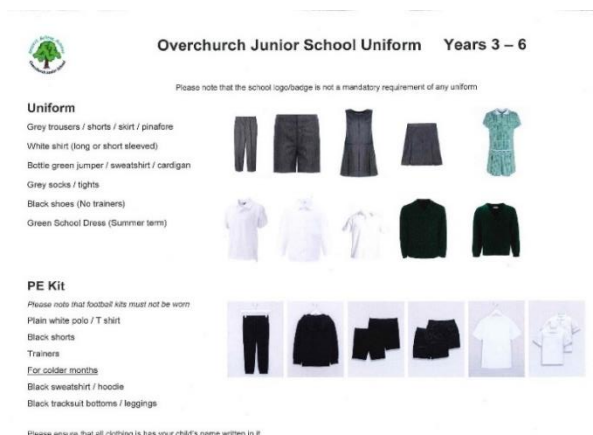 Overchurch Junior School Uniform Years 3 – 6
Please note that the school logo/badge is not a mandatory requirement of any uniform
Uniform
Grey trousers / shorts / skirt / pinafore
White shirt (long or short sleeved)
Bottle green jumper / sweatshirt / cardigan
Grey socks / tights
Black shoes (No trainers)
Green School Dress (Summer term)
PE Kit
Please note that football kits must not be worn
Plain white polo / T shirt
Black shorts
Trainers
For colder months
Black sweatshirt / hoodie
Black tracksuit bottoms / leggings
Please ensure that all clothing is has your child's name written in it